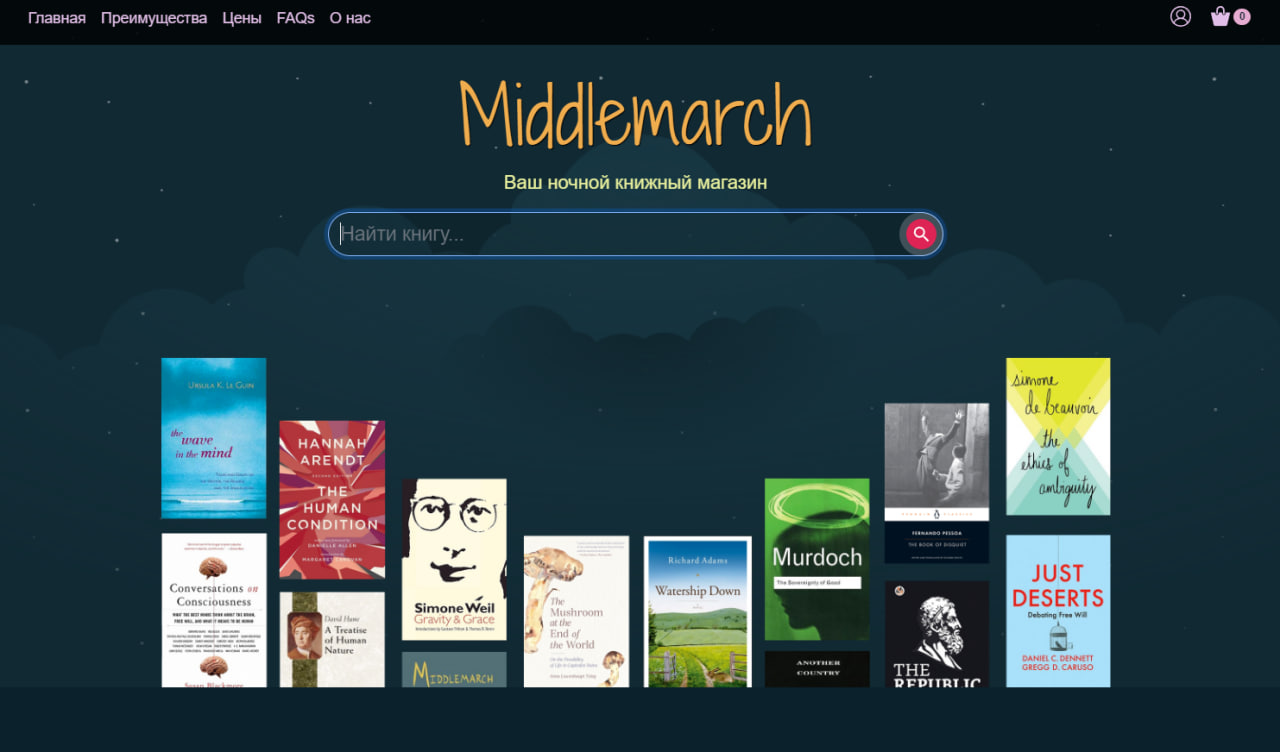 Главная Преимущества Цены FAQs О нас
0
Middlemarch
Ваш ночной книжный магазин
Найти книгу...
URSULA K. LE GUIN
the
wave
in the mind
HANNAH
ARENDT
SECOND EDITION
THE
HUMAN
CONDITION
DANIELLE ALLEN
MARGARET CANOVAN
Simone Weil
Gravity & Grace
The
Mushroom
at the
End of
the World
On the Possibility
of Life in Capitalist Ruins
Anna Lowenhaupt Tsing
Richard Adams
Watership Down
Murdoch
The Sovereignty of Good
PENGUIN CLASSICS
FERNANDO PESSOA
THE BOOK OF DISQUIET
simone
de beauvoir
the
ethics of
ambiguity
Conversations on
Consciousness
WHAT THE BEST MINDS THINK ABOUT THE BRAIN,
FREE WILL, AND WHAT IT MEANS TO BE HUMAN
Susan Blackmore
David Hume
A Treatise
of Human
Nature
MIDDLEMARCH
ANOTHER
COUNTRY
THE
REPUBLIC
JUST
DESERTS
Debating Free Will
DANIEL C. DENNETT
GREGG D. CARUSO